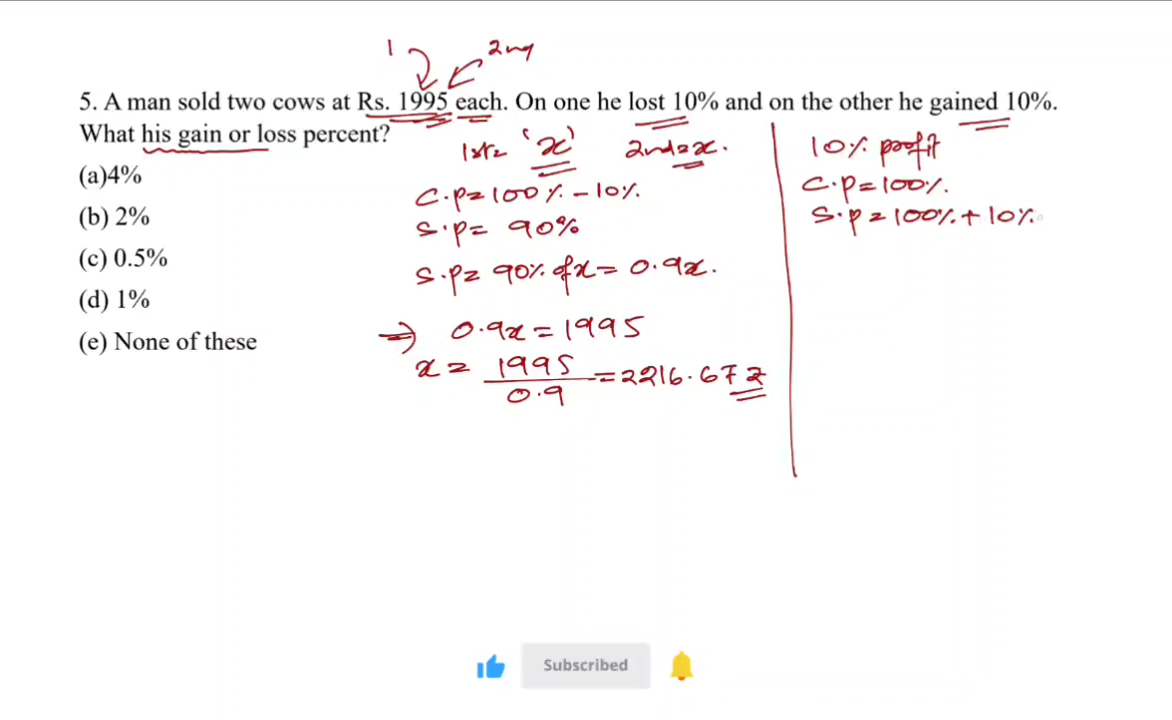 1 2nd
5. A man sold two cows at Rs. 1995 each. On one he lost 10% and on the other he gained 10%.
What his gain or loss percent?
1st= 'x' 2nd=x.
(a)4%
(b) 2%
(c) 0.5%
(d) 1%
(e) None of these
C.P=100% - 10%
S.P= 90%
S.P= 90% of x = 0.9x.
⇒ 0.9x = 1995
x = 1995
0.9
=2216.67
10% profit
C.P=100%.
S.P=100%+10%
Subscribed